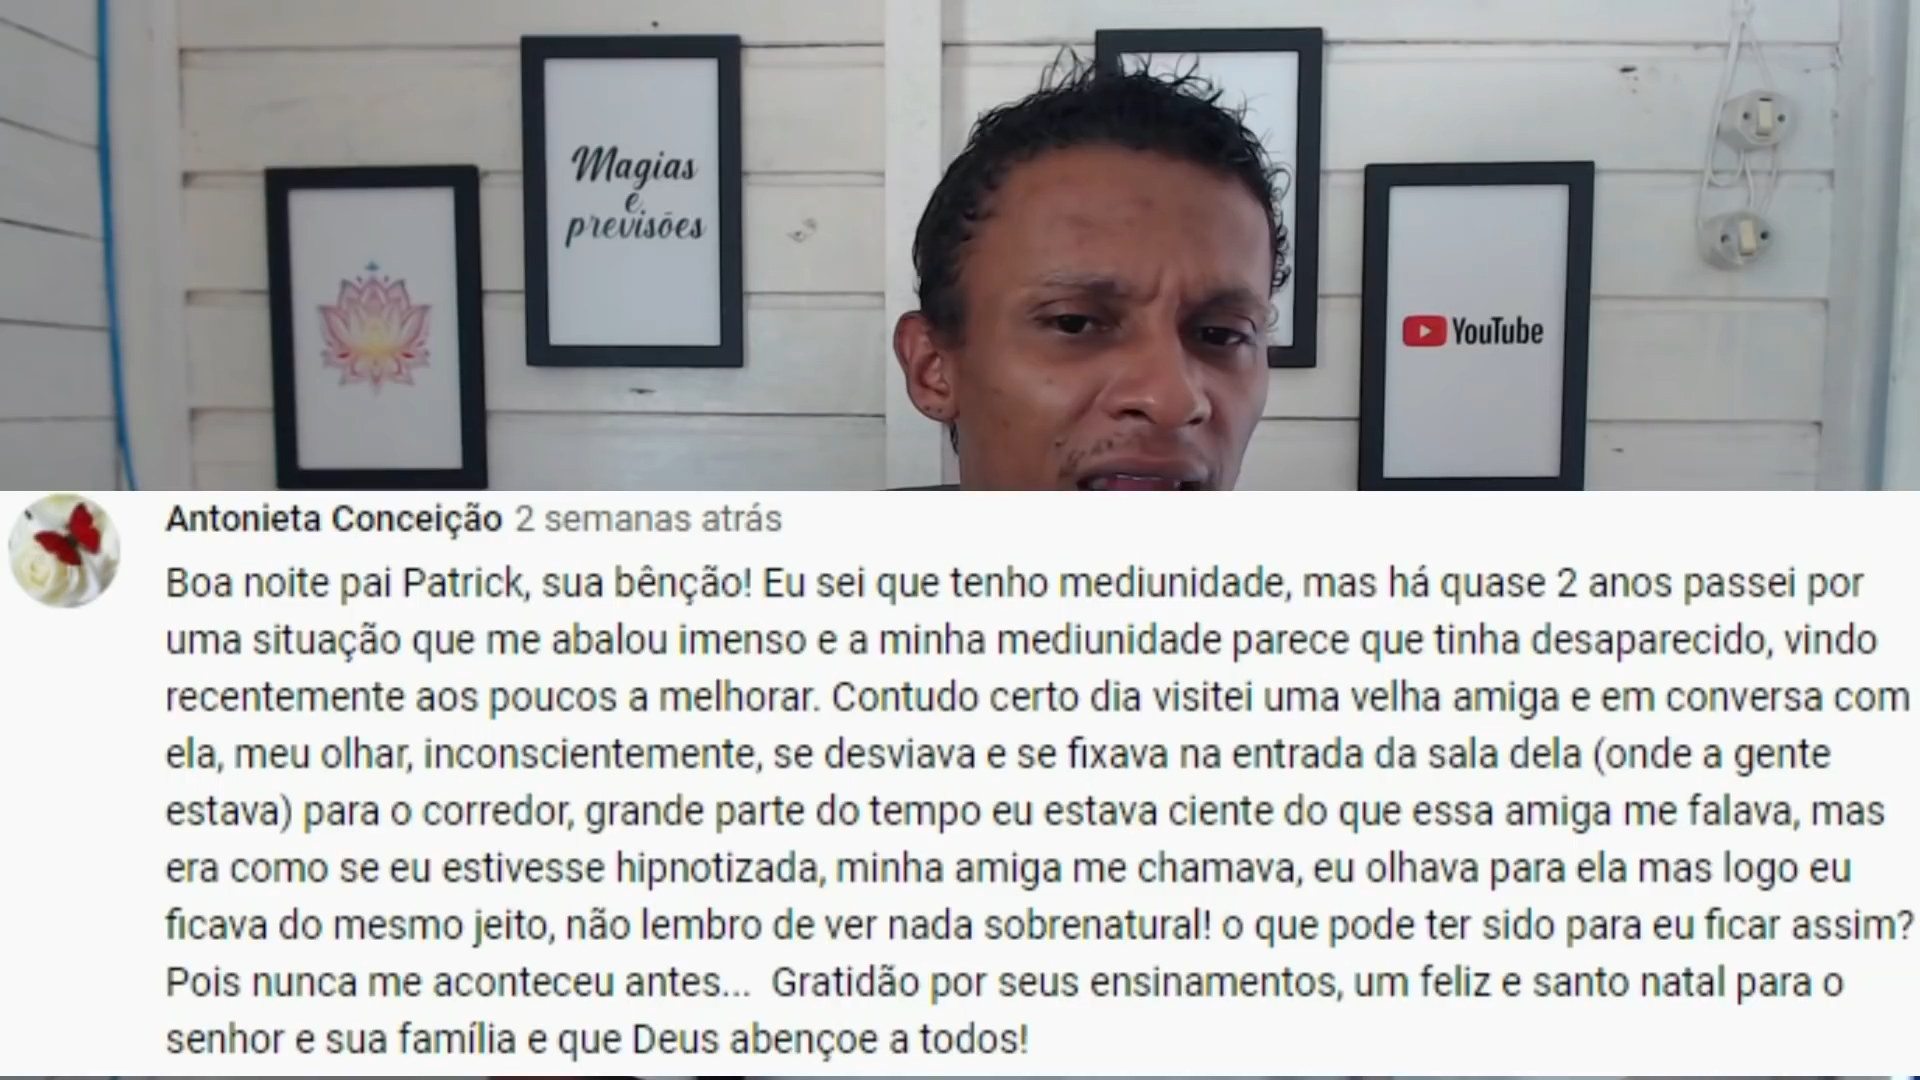 Magias
e
previsões
YouTube
Antonieta Conceição 2 semanas atrás
Boa noite pai Patrick, sua bênção! Eu sei que tenho mediunidade, mas há quase 2 anos passei por
uma situação que me abalou imenso e a minha mediunidade parece que tinha desaparecido, vindo
recentemente aos poucos a melhorar. Contudo certo dia visitei uma velha amiga e em conversa com
ela, meu olhar, inconscientemente, se desviava e se fixava na entrada da sala dela (onde a gente
estava) para o corredor, grande parte do tempo eu estava ciente do que essa amiga me falava, mas
era como se eu estivesse hipnotizada, minha amiga me chamava, eu olhava para ela mas logo eu
ficava do mesmo jeito, não lembro de ver nada sobrenatural! o que pode ter sido para eu ficar assim?
Pois nunca me aconteceu antes... Gratidão por seus ensinamentos, um feliz e santo natal para o
senhor e sua família e que Deus abençoe a todos!